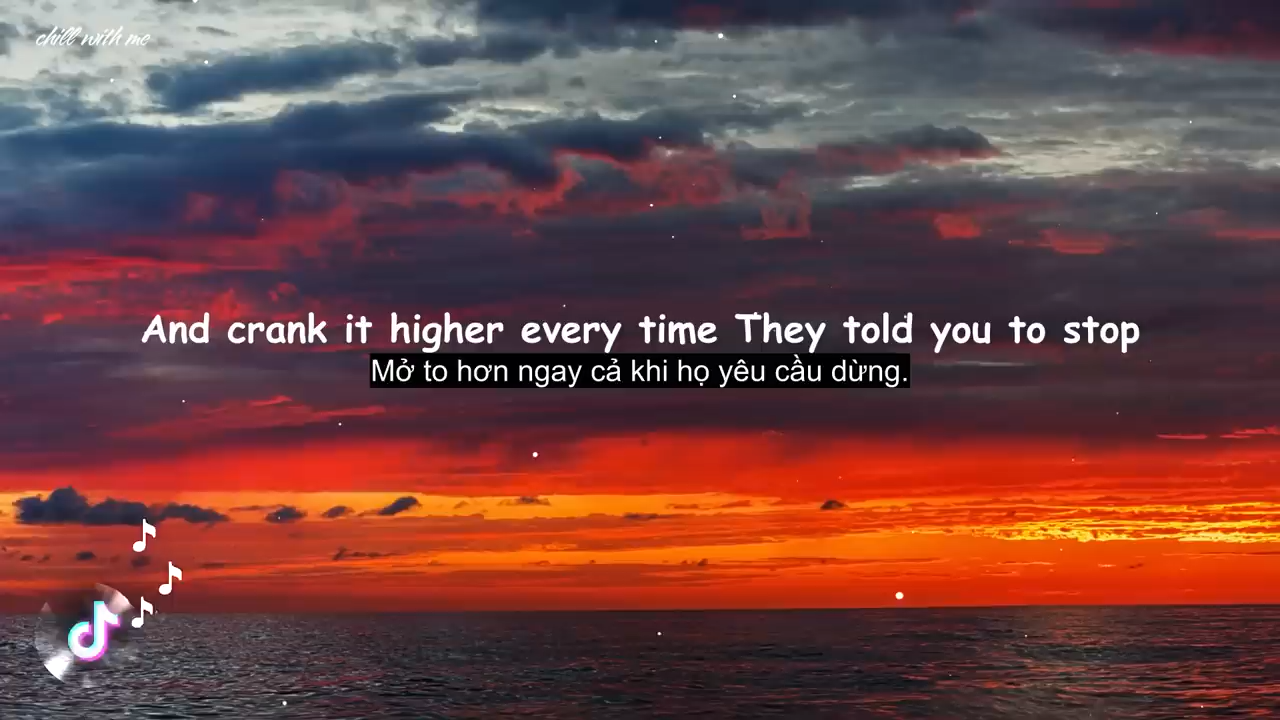 chill with me
And crank it higher every time They told you to stop
Mở to hơn ngay cả khi họ yêu cầu dừng.